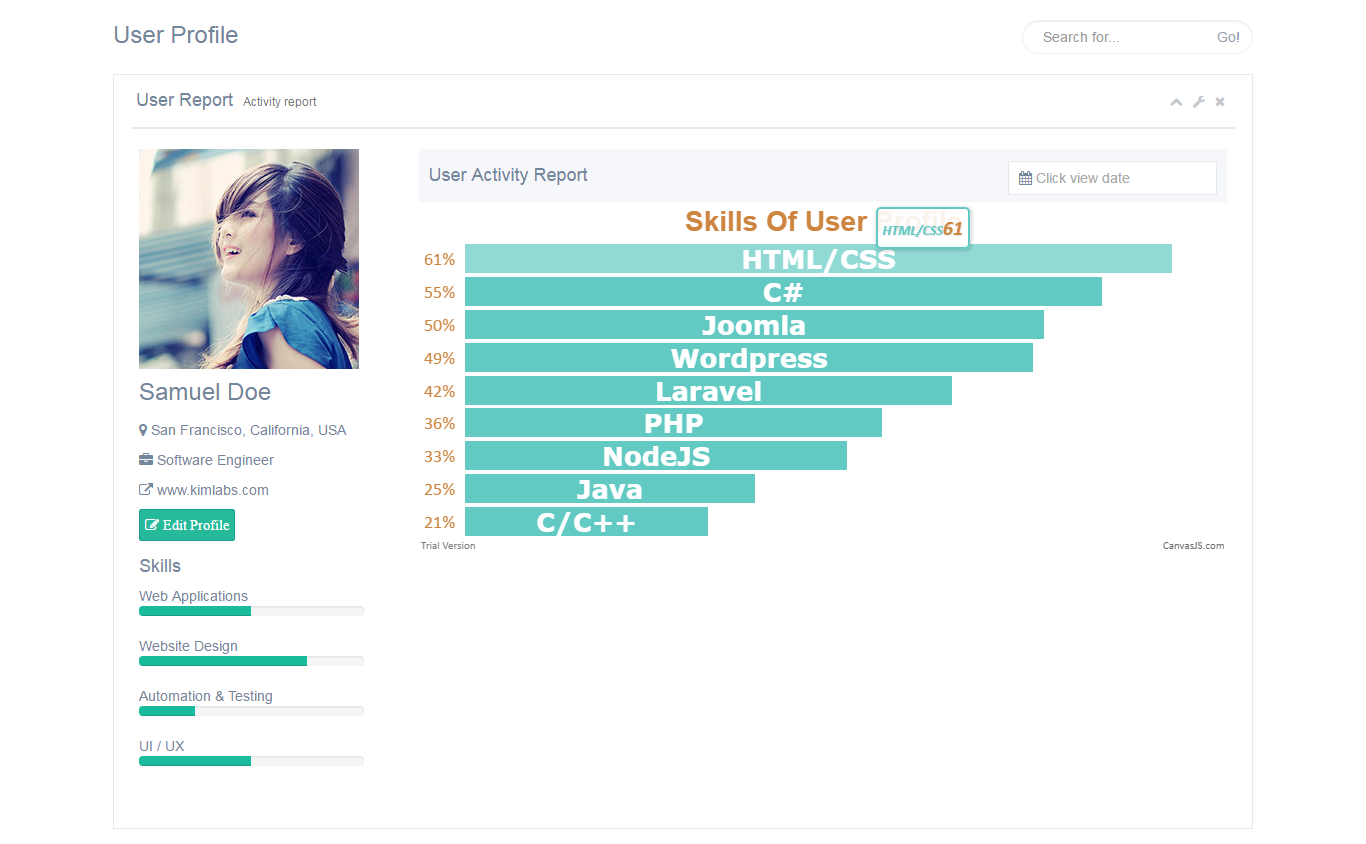 User Profile
Search for... Go!
User Report Activity report
User Activity Report
Click view date
Skills Of User Profile
HTML/CSS61
61% HTML/CSS
55% C#
50% Joomla
49% Wordpress
42% Laravel
36% PHP
33% NodeJS
25% Java
21% C/C++
Trial Version CanvasJS.com
Samuel Doe
San Francisco, California, USA
Software Engineer
www.kimlabs.com
Edit Profile
Skills
Web Applications
Website Design
Automation & Testing
UI / UX